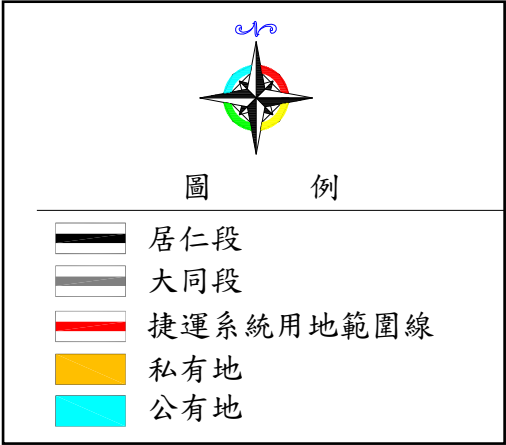 N
圖 例
居仁段
大同段
捷運系統用地範圍線
私有地
公有地